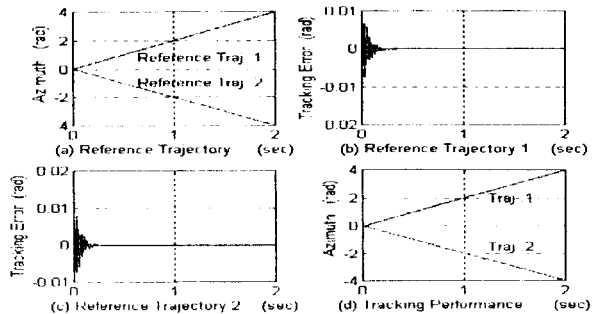 4
2
0
-2
4
Azimuth (rad)
Reference Traj. 1
Reference Traj. 2
0 1 2
(a) Reference Trajectory (sec)
0.01
0
-0.01
0.02
Tracking Error (rad)
0 1 2
(b) Reference Trajectory 1 (sec)
0.02
0.01
0
-0.01
Tracking Error (rad)
0 1 2
(c) Reference Trajectory 2 (sec)
4
2
0
-2
-4
Azimuth (rad)
Traj. 1
Traj. 2
0 1 2
(d) Tracking Performance (sec)